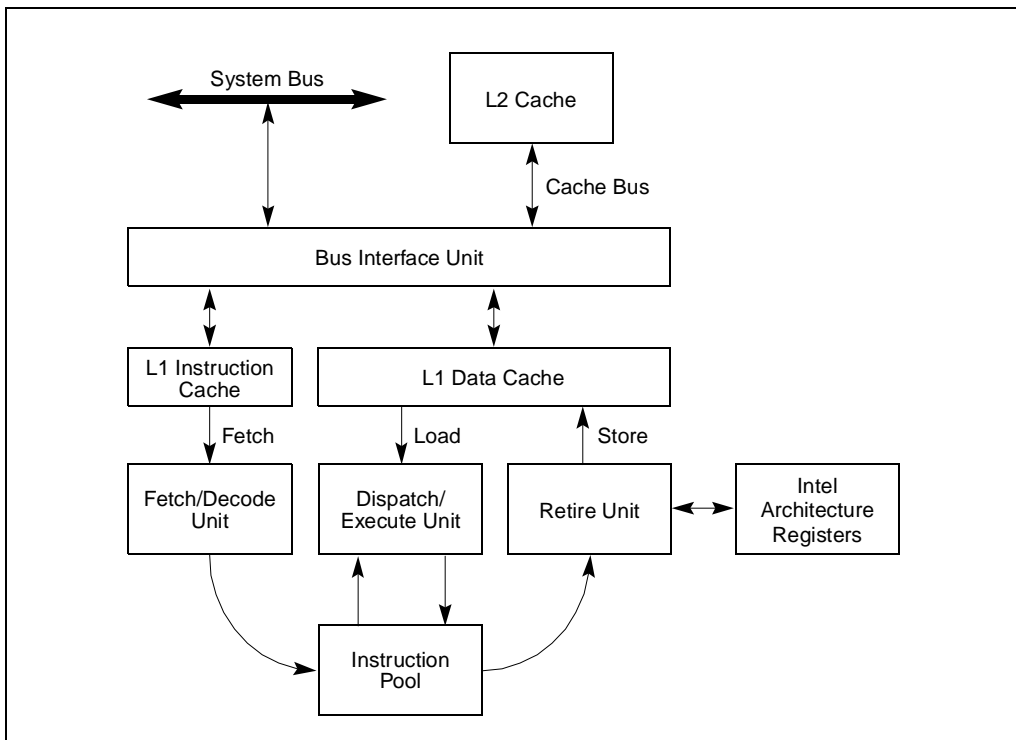 System Bus
L2 Cache
Cache Bus
Bus Interface Unit
L1 Instruction
Cache
L1 Data Cache
Fetch
Load
Store
Fetch/Decode
Unit
Dispatch/
Execute Unit
Retire Unit
Intel
Architecture
Registers
Instruction
Pool